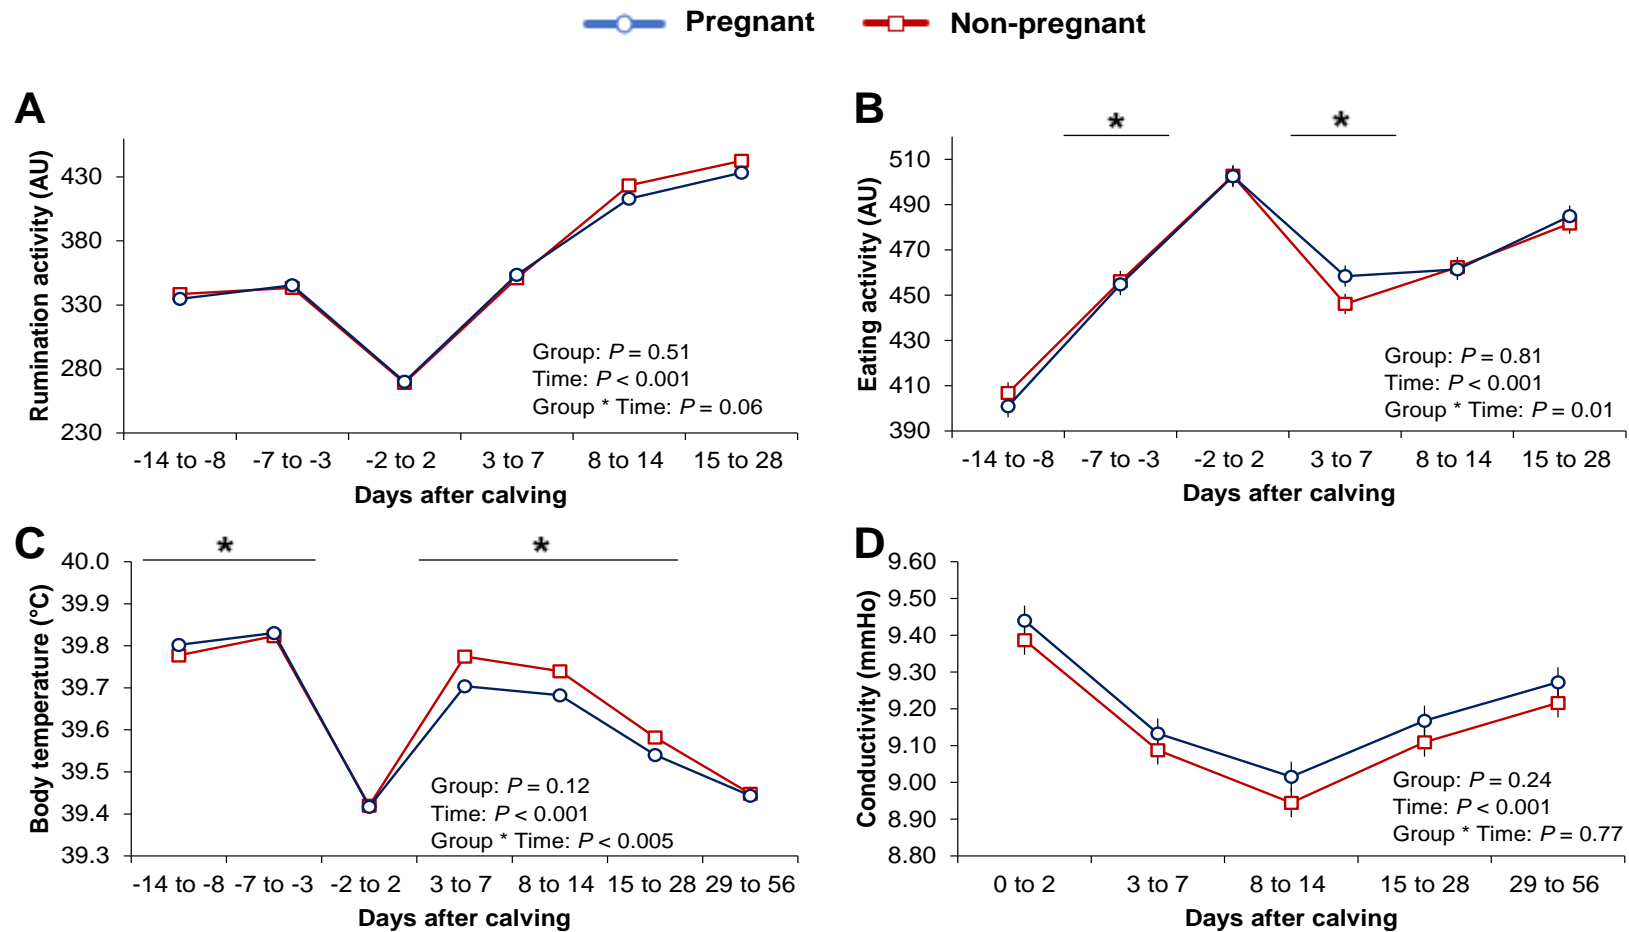 Pregnant Non-pregnant
A
Rumination activity (AU)
430
380
330
280
230
Group: P = 0.51
Time: P < 0.001
Group * Time: P = 0.06
-14 to -8 -7 to -3 -2 to 2 3 to 7 8 to 14 15 to 28
Days after calving
B
* *
Eating activity (AU)
510
490
470
450
430
410
390
Group: P = 0.81
Time: P < 0.001
Group * Time: P = 0.01
-14 to -8 -7 to -3 -2 to 2 3 to 7 8 to 14 15 to 28
Days after calving
C
* *
Body temperature (°C)
40.0
39.9
39.8
39.7
39.6
39.5
39.4
39.3
Group: P = 0.12
Time: P < 0.001
Group * Time: P < 0.005
-14 to -8 -7 to -3 -2 to 2 3 to 7 8 to 14 15 to 28 29 to 56
Days after calving
D
Conductivity (mmHo)
9.60
9.50
9.40
9.30
9.20
9.10
9.00
8.90
8.80
Group: P = 0.24
Time: P < 0.001
Group * Time: P = 0.77
0 to 2 3 to 7 8 to 14 15 to 28 29 to 56
Days after calving